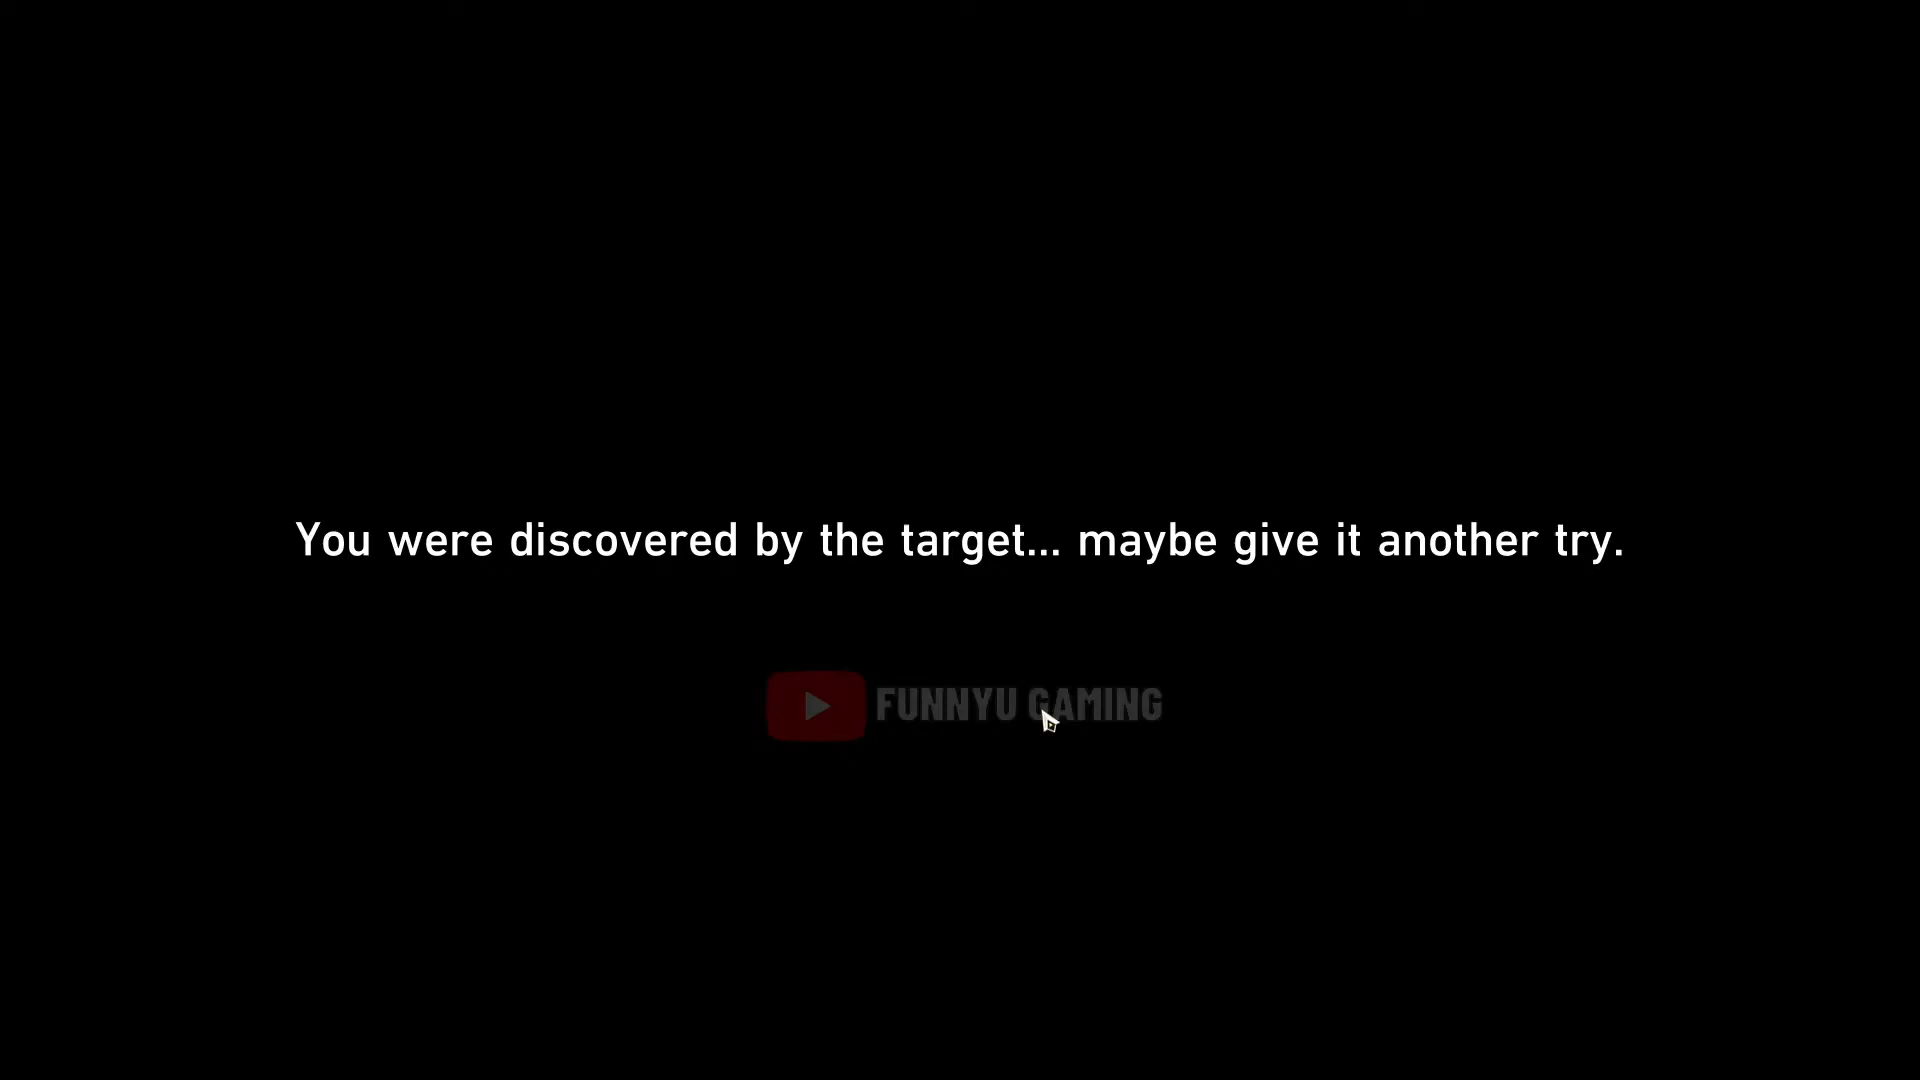 You were discovered by the target... maybe give it another try.
FUNNYU GAMING